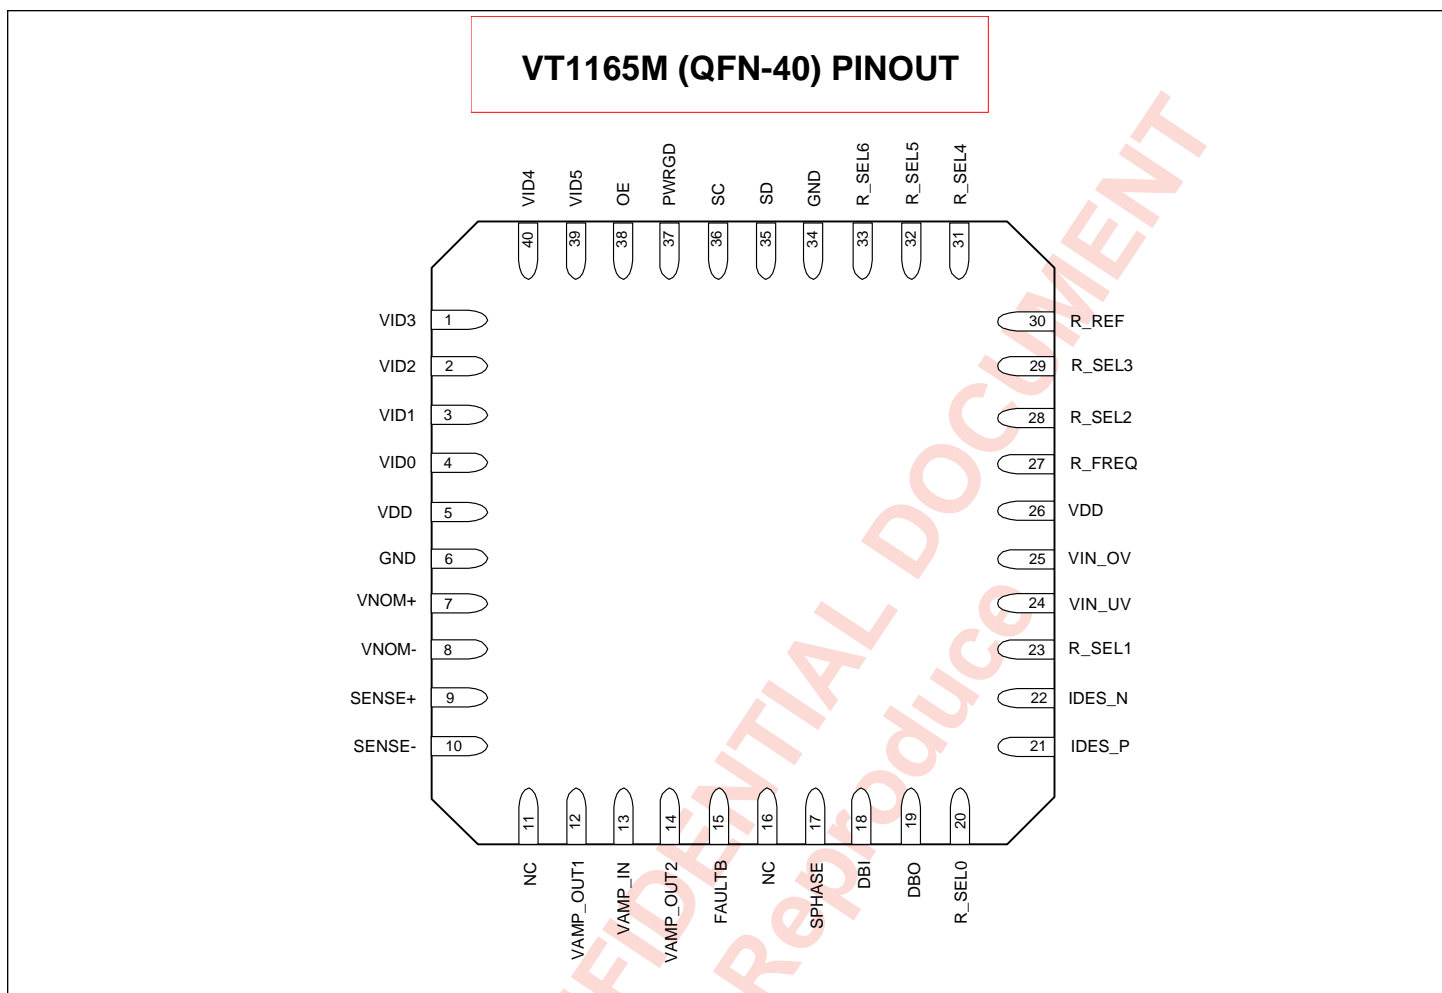 VT1165M (QFN-40) PINOUT
VID4
VID5
OE
PWRGD
SC
SD
GND
R_SEL6
R_SEL5
R_SEL4
40
39
38
37
36
35
34
33
32
31
VID3 1
VID2 2
VID1 3
VID0 4
VDD 5
GND 6
VNOM+ 7
VNOM- 8
SENSE+ 9
SENSE- 10
30 R_REF
29 R_SEL3
28 R_SEL2
27 R_FREQ
26 VDD
25 VIN_OV
24 VIN_UV
23 R_SEL1
22 IDES_N
21 IDES_P
11
12
13
14
15
16
17
18
19
20
NC
VAMP_OUT1
VAMP_IN
VAMP_OUT2
FAULTB
NC
SPHASE
DBI
DBO
R_SEL0
FIDENTIAL DOCUMENT
Reproduce